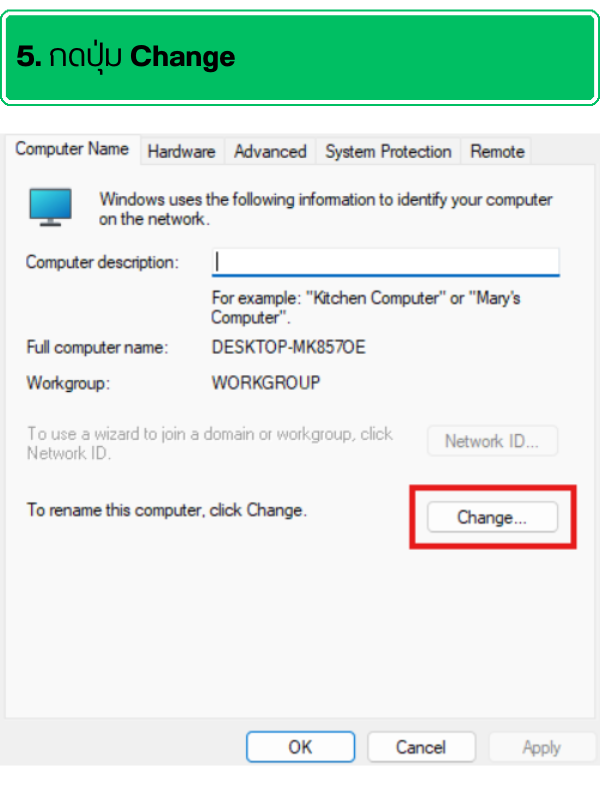 5. กดปุ่ม Change
Computer Name Hardware Advanced System Protection Remote
Windows uses the following information to identify your computer
on the network.
Computer description:
For example: "Kitchen Computer" or "Mary's
Computer".
Full computer name: DESKTOP-MK857OE
Workgroup: WORKGROUP
To use a wizard to join a domain or workgroup, click
Network ID.
Network ID...
To rename this computer, click Change.
Change...
OK Cancel Apply